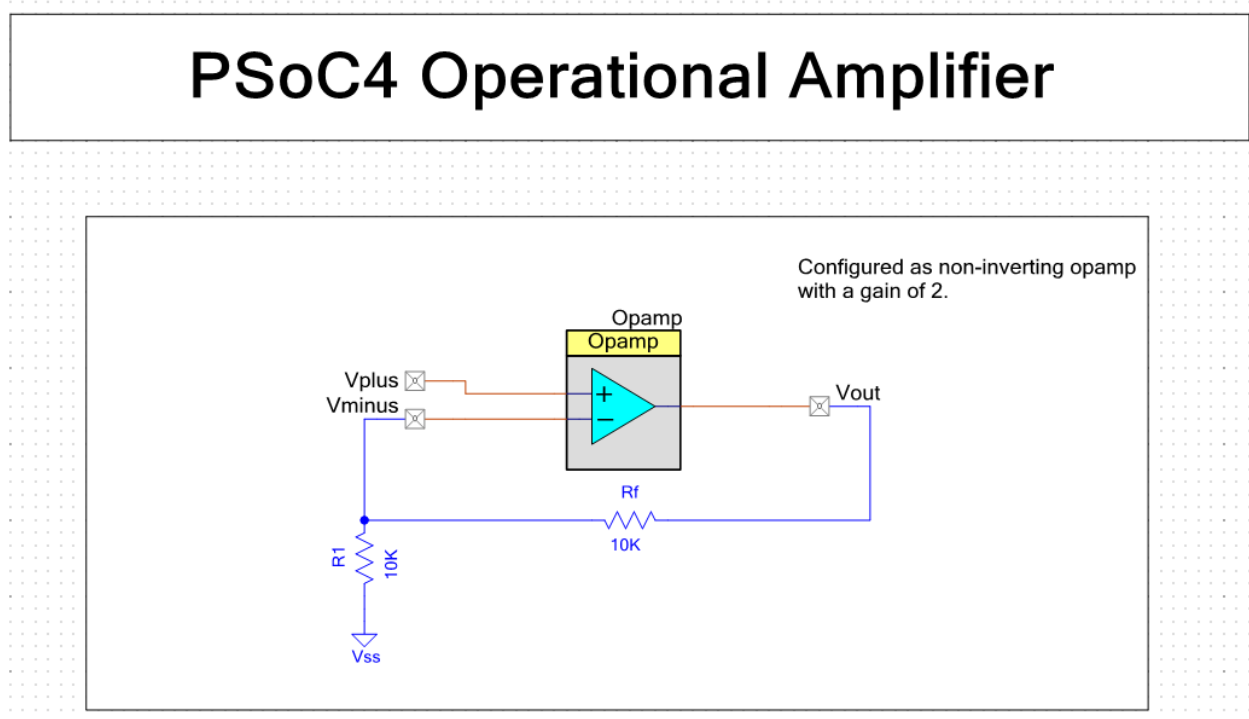 PSoC4 Operational Amplifier
Configured as non-inverting opamp
with a gain of 2.
Opamp
Opamp
Vplus
Vminus
+
−
Vout
Rf
10K
R1
10K
Vss